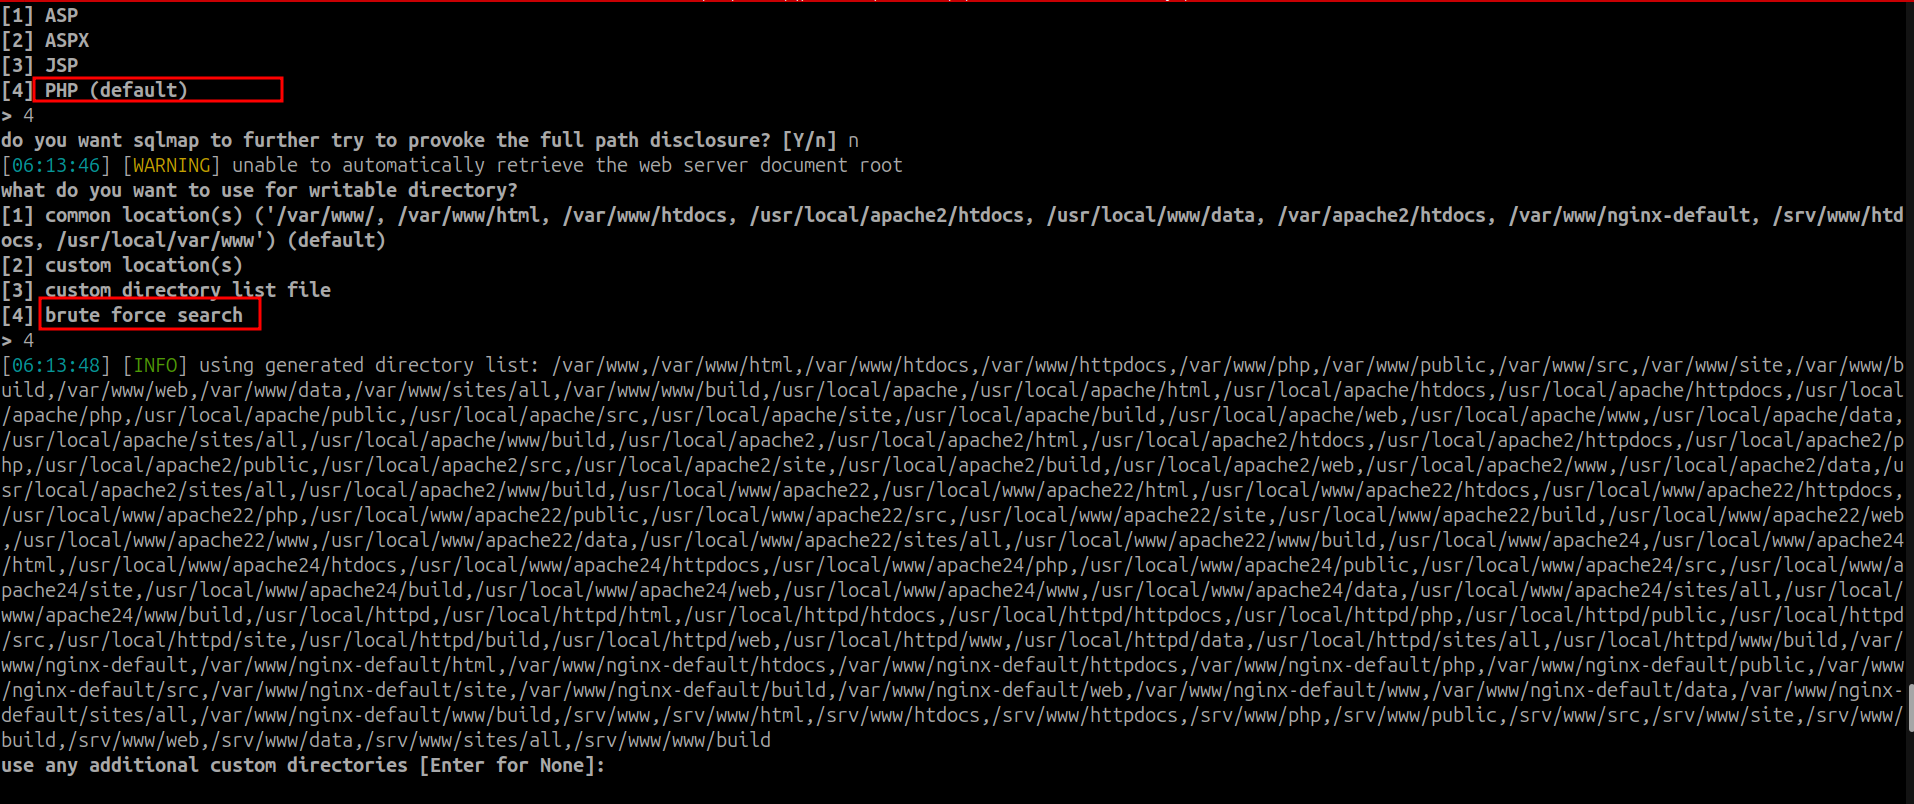 [1] ASP
[2] ASPX
[3] JSP
[4] PHP (default)
> 4
do you want sqlmap to further try to provoke the full path disclosure? [Y/n] n
[06:13:46] [WARNING] unable to automatically retrieve the web server document root
what do you want to use for writable directory?
[1] common location(s) ('/var/www/, /var/www/html, /var/www/htdocs, /usr/local/apache2/htdocs, /usr/local/www/data, /var/apache2/htdocs, /var/www/nginx-default, /srv/www/htd
ocs, /usr/local/var/www') (default)
[2] custom location(s)
[3] custom directory list file
[4] brute force search
> 4
[06:13:48] [INFO] using generated directory list: /var/www,/var/www/html,/var/www/htdocs,/var/www/httpdocs,/var/www/php,/var/www/public,/var/www/src,/var/www/site,/var/www/b
uild,/var/www/web,/var/www/data,/var/www/sites/all,/var/www/www/build,/usr/local/apache,/usr/local/apache/html,/usr/local/apache/htdocs,/usr/local/apache/httpdocs,/usr/local
/apache/php,/usr/local/apache/public,/usr/local/apache/src,/usr/local/apache/site,/usr/local/apache/build,/usr/local/apache/web,/usr/local/apache/www,/usr/local/apache/data,
/usr/local/apache/sites/all,/usr/local/apache/www/build,/usr/local/apache2,/usr/local/apache2/html,/usr/local/apache2/htdocs,/usr/local/apache2/httpdocs,/usr/local/apache2/p
hp,/usr/local/apache2/public,/usr/local/apache2/src,/usr/local/apache2/site,/usr/local/apache2/build,/usr/local/apache2/web,/usr/local/apache2/www,/usr/local/apache2/data,/u
sr/local/apache2/sites/all,/usr/local/apache2/www/build,/usr/local/www/apache22,/usr/local/www/apache22/html,/usr/local/www/apache22/htdocs,/usr/local/www/apache22/httpdocs,
/usr/local/www/apache22/php,/usr/local/www/apache22/public,/usr/local/www/apache22/src,/usr/local/www/apache22/site,/usr/local/www/apache22/build,/usr/local/www/apache22/web
,/usr/local/www/apache22/www,/usr/local/www/apache22/data,/usr/local/www/apache22/sites/all,/usr/local/www/apache22/www/build,/usr/local/www/apache24,/usr/local/www/apache24
/html,/usr/local/www/apache24/htdocs,/usr/local/www/apache24/httpdocs,/usr/local/www/apache24/php,/usr/local/www/apache24/public,/usr/local/www/apache24/src,/usr/local/www/a
pache24/site,/usr/local/www/apache24/build,/usr/local/www/apache24/web,/usr/local/www/apache24/www,/usr/local/www/apache24/data,/usr/local/www/apache24/sites/all,/usr/local/
www/apache24/www/build,/usr/local/httpd,/usr/local/httpd/html,/usr/local/httpd/htdocs,/usr/local/httpd/httpdocs,/usr/local/httpd/php,/usr/local/httpd/public,/usr/local/httpd
/src,/usr/local/httpd/site,/usr/local/httpd/build,/usr/local/httpd/web,/usr/local/httpd/www,/usr/local/httpd/data,/usr/local/httpd/sites/all,/usr/local/httpd/www/build,/var/
www/nginx-default,/var/www/nginx-default/html,/var/www/nginx-default/htdocs,/var/www/nginx-default/httpdocs,/var/www/nginx-default/php,/var/www/nginx-default/public,/var/www
/nginx-default/src,/var/www/nginx-default/site,/var/www/nginx-default/build,/var/www/nginx-default/web,/var/www/nginx-default/www,/var/www/nginx-default/data,/var/www/nginx-
default/sites/all,/var/www/nginx-default/www/build,/srv/www,/srv/www/html,/srv/www/htdocs,/srv/www/httpdocs,/srv/www/php,/srv/www/public,/srv/www/src,/srv/www/site,/srv/www/
build,/srv/www/web,/srv/www/data,/srv/www/sites/all,/srv/www/www/build
use any additional custom directories [Enter for None]: